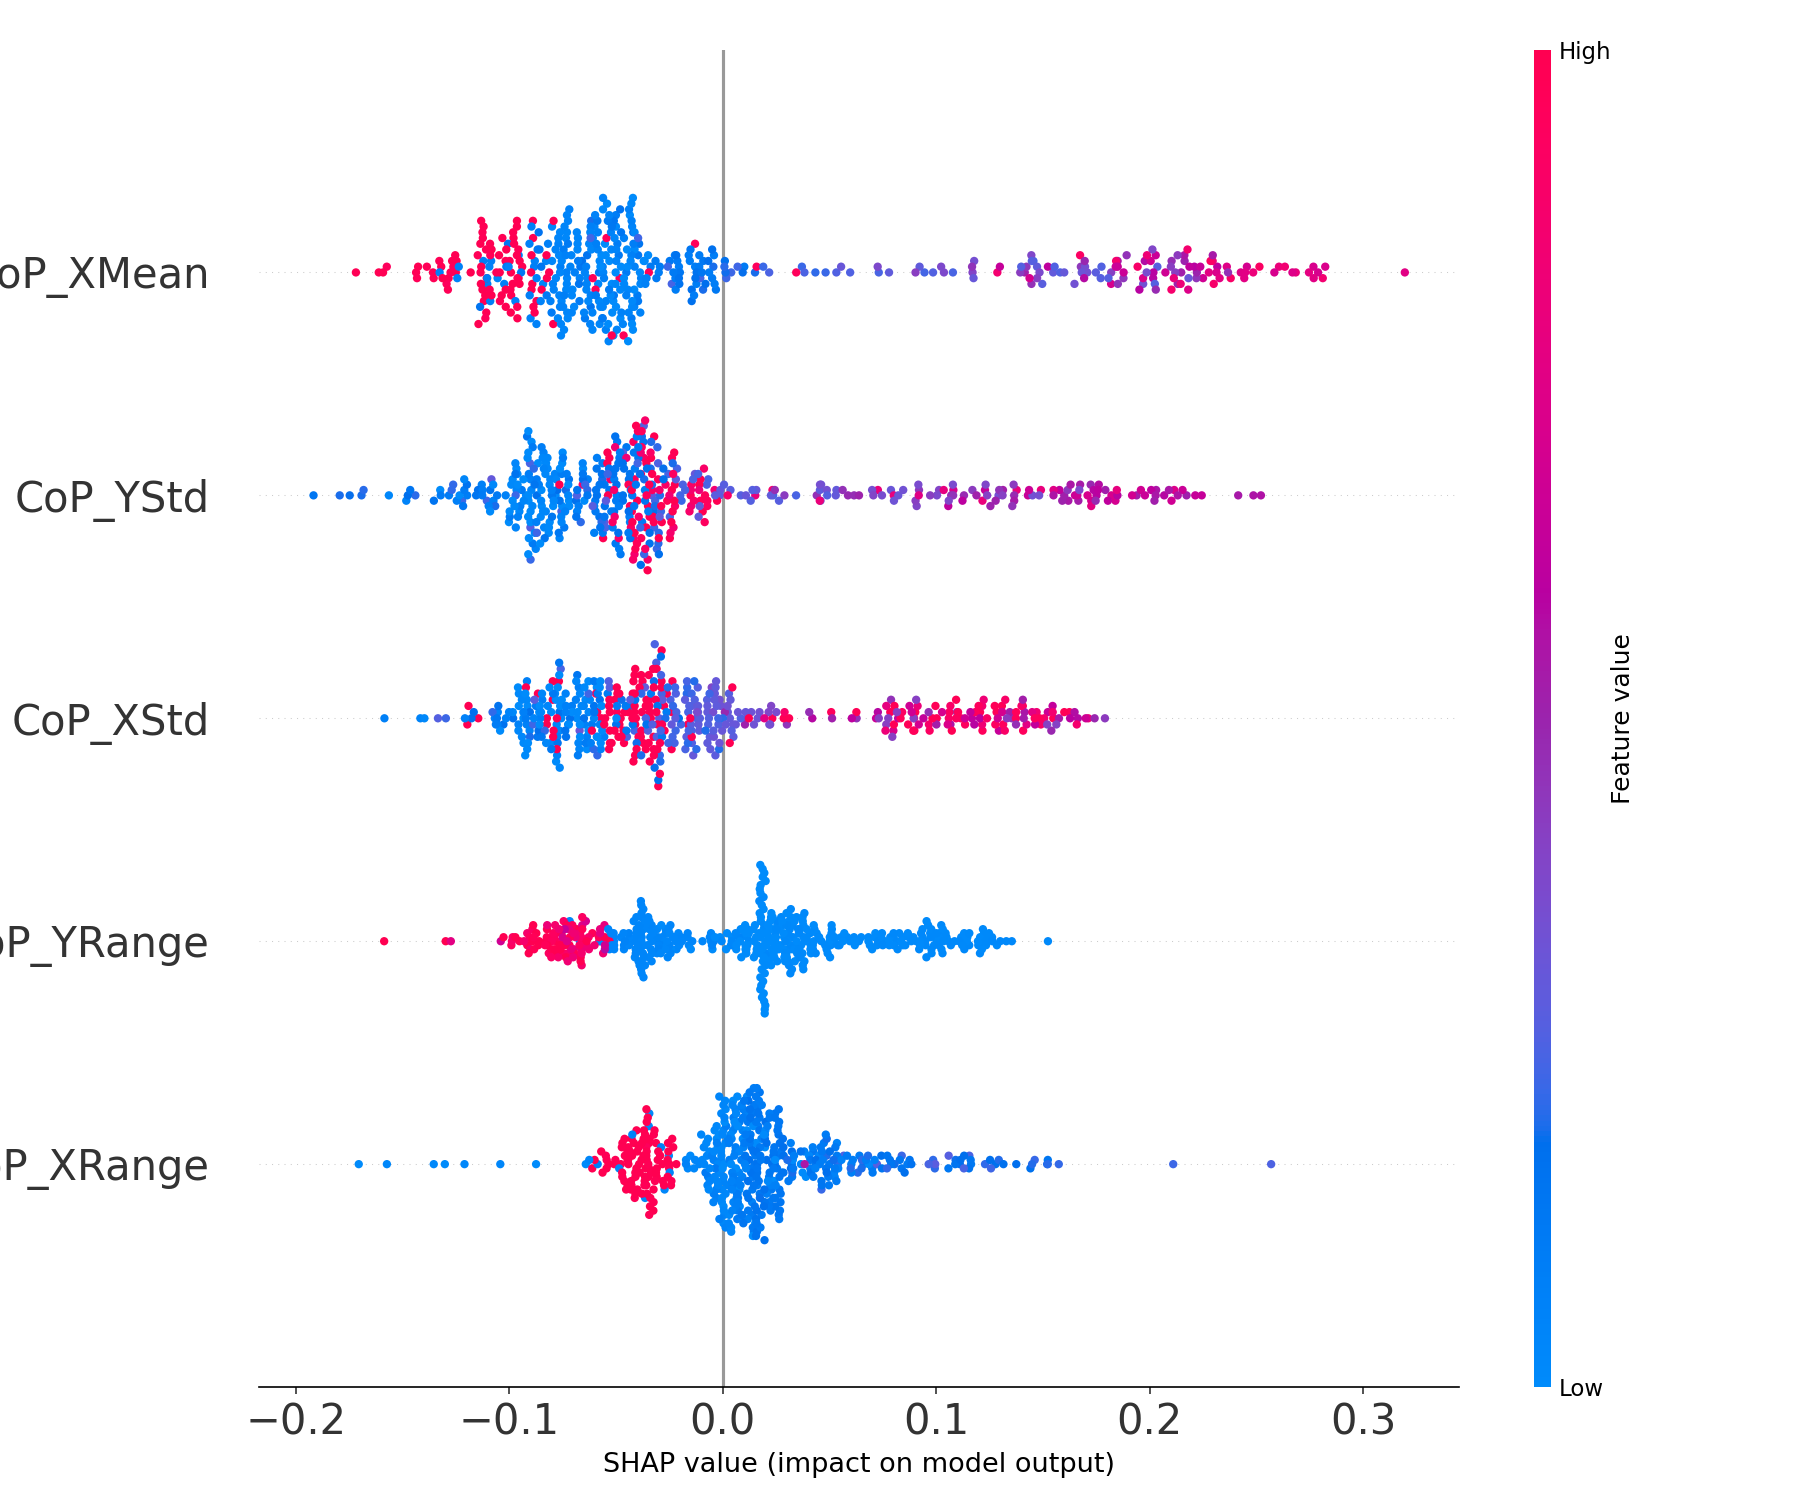 High
oP_XMean
CoP_YStd
CoP_XStd
oP_YRange
oP_XRange
Feature value
Low
−0.2 −0.1 0.0 0.1 0.2 0.3
SHAP value (impact on model output)